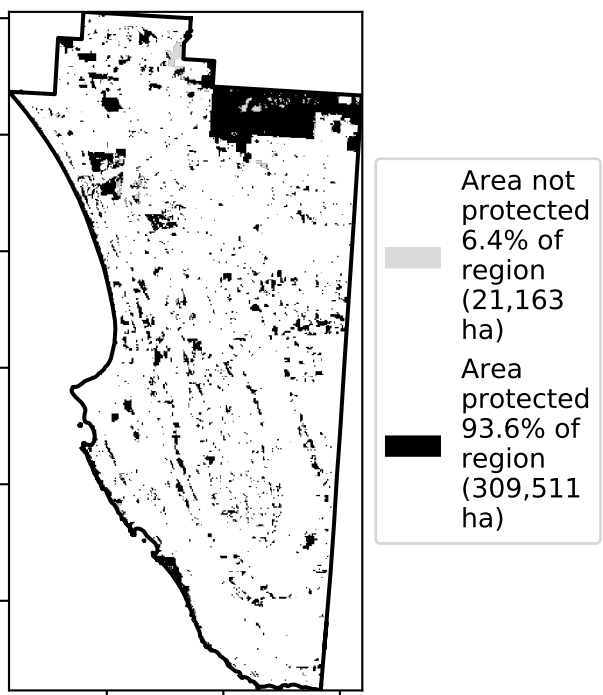 Area not
protected
6.4% of
region
(21,163
ha)
Area
protected
93.6% of
region
(309,511
ha)